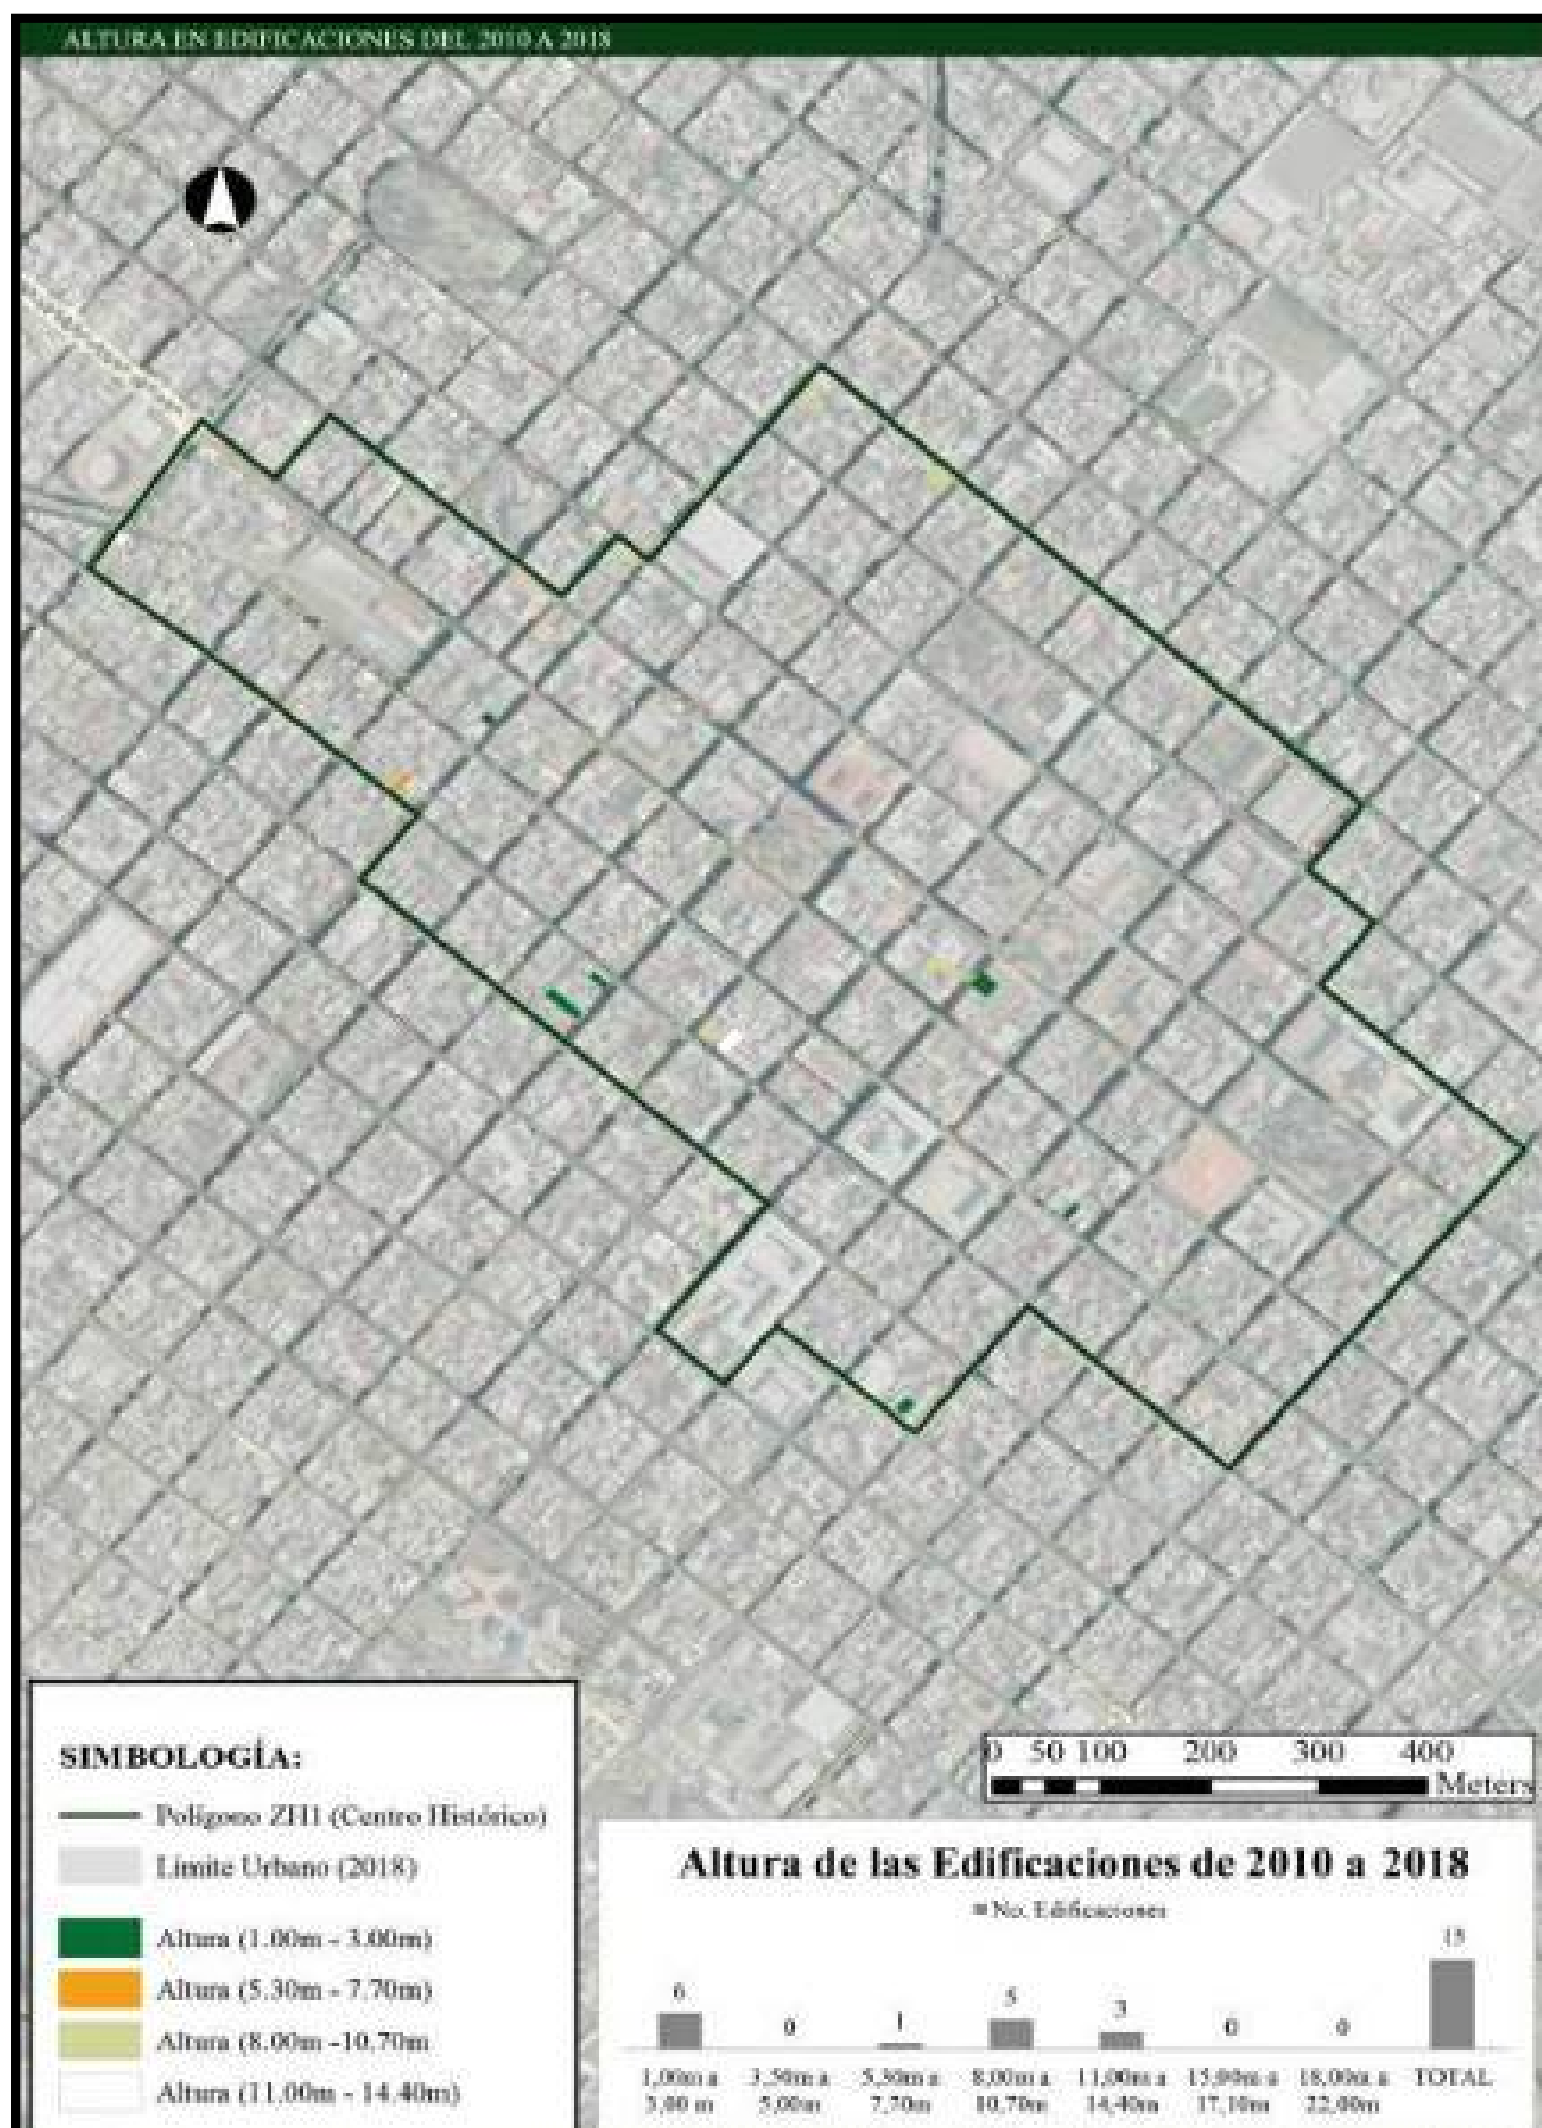 ALTURA EN EDIFICACIONES DEL 2010 A 2018
SIMBOLOGÍA:
Polígono ZH1 (Centro Histórico)
Límite Urbano (2018)
Altura (1.00m - 3.00m)
Altura (5.30m - 7.70m)
Altura (8.00m -10.70m
Altura (11.00m - 14.40m)
0 50 100 200 300 400
Meters
Altura de las Edificaciones de 2010 a 2018
No. Edificaciones
6 0 1 5 3 0 0 15
1,00m a 3,50m a 5,30m a 8,00m a 11,00m a 15,00m a 18,00m a TOTAL
3,00 m 5,00m 7,70m 10,70m 14,40m 17,10m 22,00m